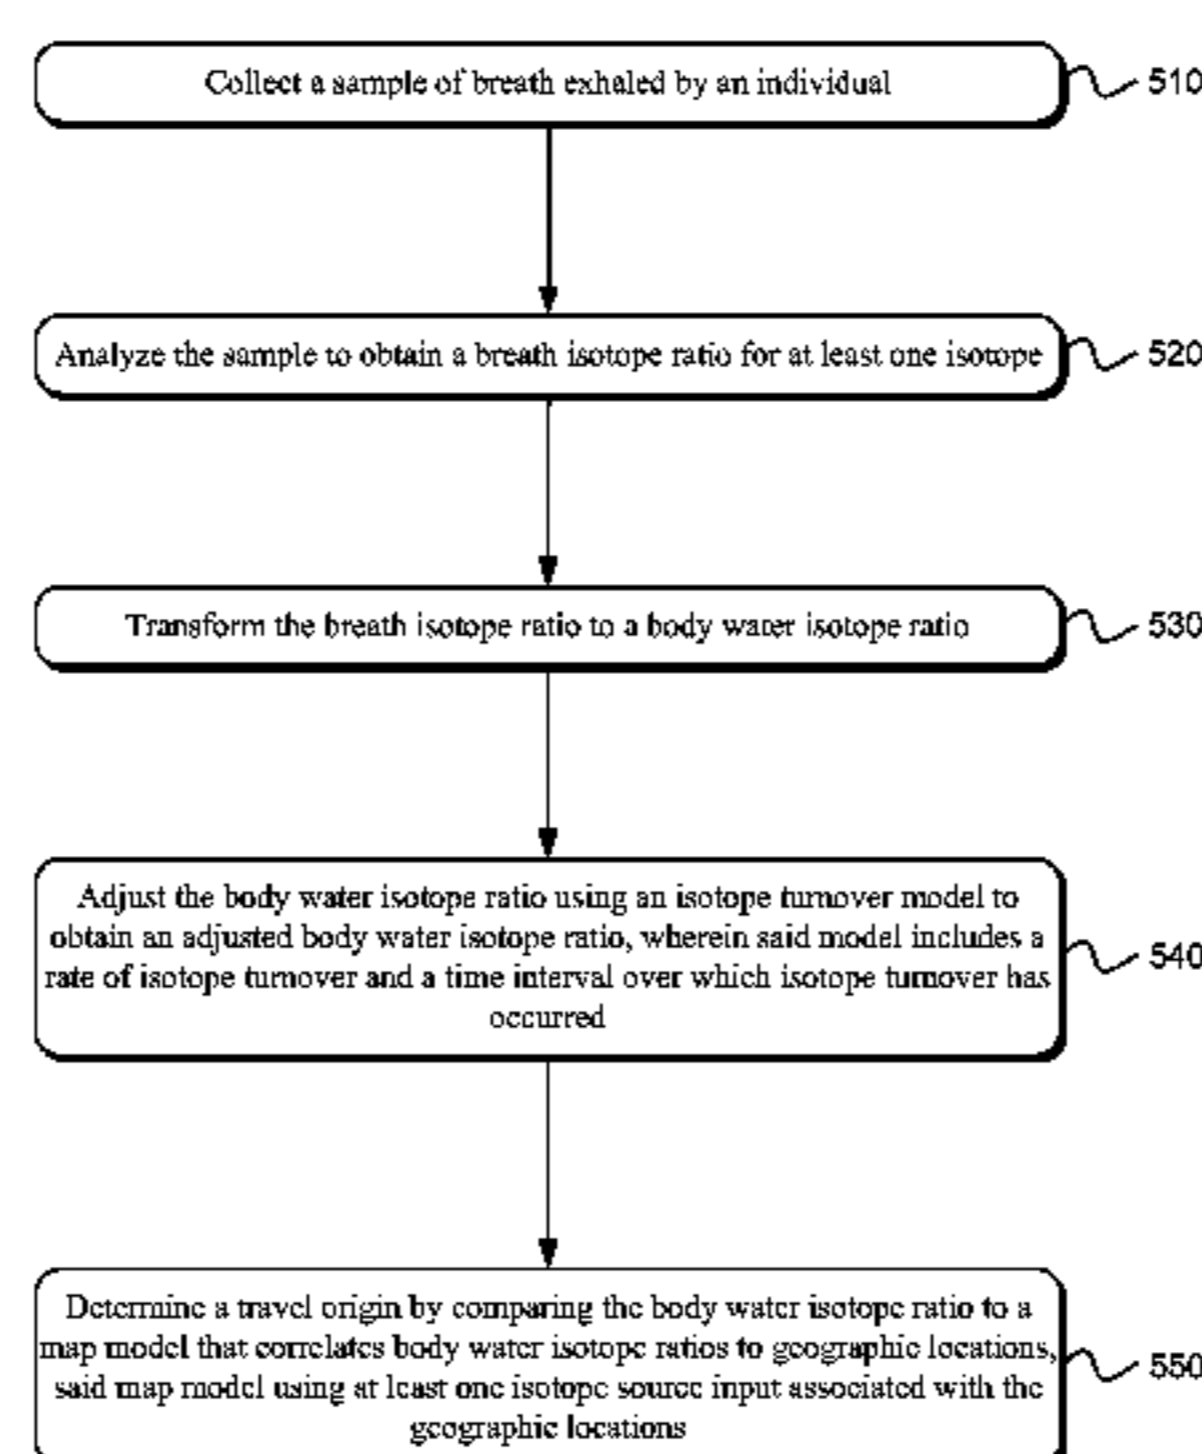 Collect a sample of breath exhaled by an individual
510
Analyze the sample to obtain a breath isotope ratio for at least one isotope
520
Transform the breath isotope ratio to a body water isotope ratio
530
Adjust the body water isotope ratio using an isotope turnover model to
obtain an adjusted body water isotope ratio, wherein said model includes a
rate of isotope turnover and a time interval over which isotope turnover has
occurred
540
Determine a travel origin by comparing the body water isotope ratio to a
map model that correlates body water isotope ratios to geographic locations,
said map model using at least one isotope source input associated with the
geographic locations
550